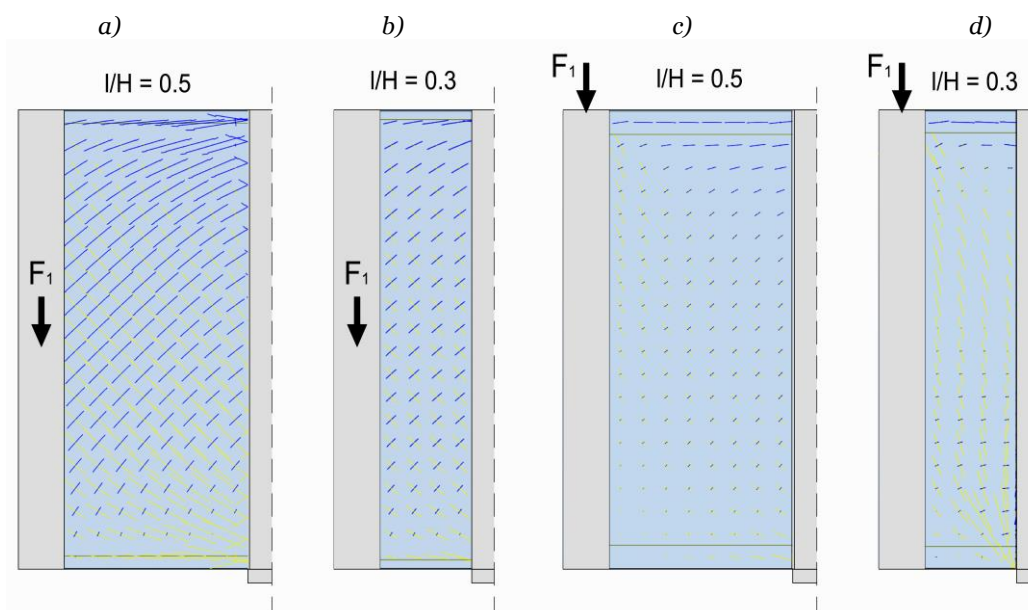 a) b) c) d)
l/H = 0.5 l/H = 0.3 F₁ l/H = 0.5 F₁ l/H = 0.3
F₁ F₁